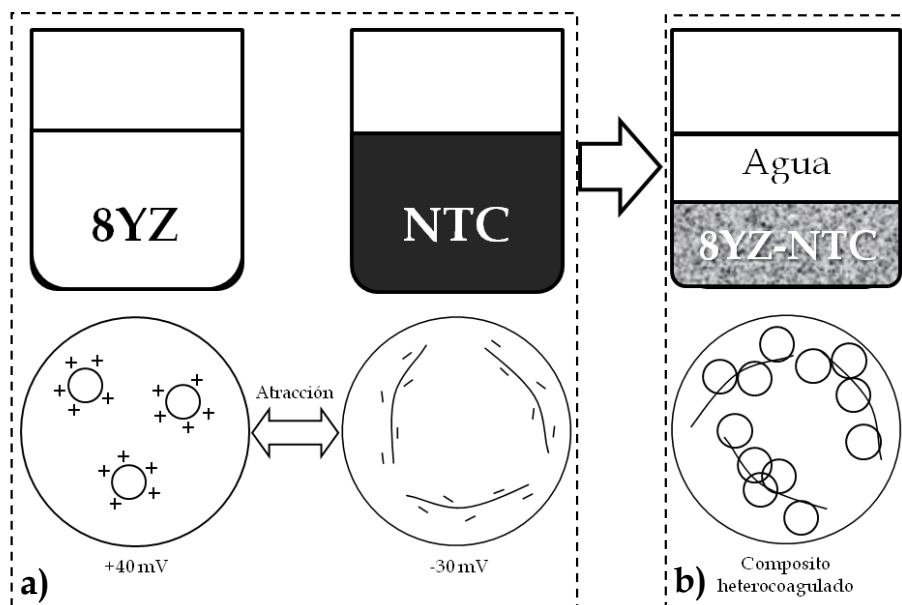 8YZ
NTC
Agua
8YZ-NTC
Atracción
+40 mV
-30 mV
a)
b)
Composito
heterocoagulado